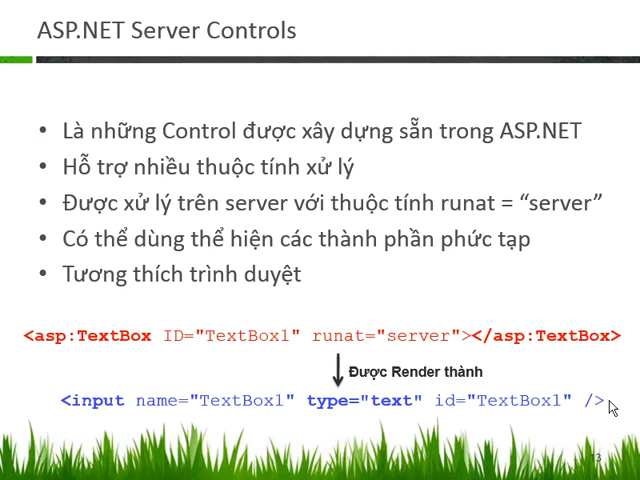 ASP.NET Server Controls
• Là những Control được xây dựng sẵn trong ASP.NET
• Hỗ trợ nhiều thuộc tính xử lý
• Được xử lý trên server với thuộc tính runat = “server”
• Có thể dùng thể hiện các thành phần phức tạp
• Tương thích trình duyệt
<asp:TextBox ID="TextBox1" runat="server"></asp:TextBox>
Được Render thành
<input name="TextBox1" type="text" id="TextBox1" />
13